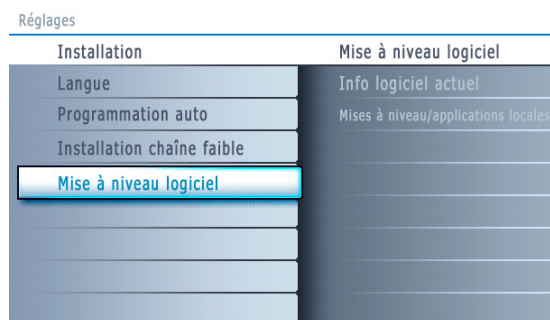 Réglages
Installation
Mise à niveau logiciel
Langue
Info logiciel actuel
Programmation auto
Mises à niveau/applications locales
Installation chaîne faible
Mise à niveau logiciel